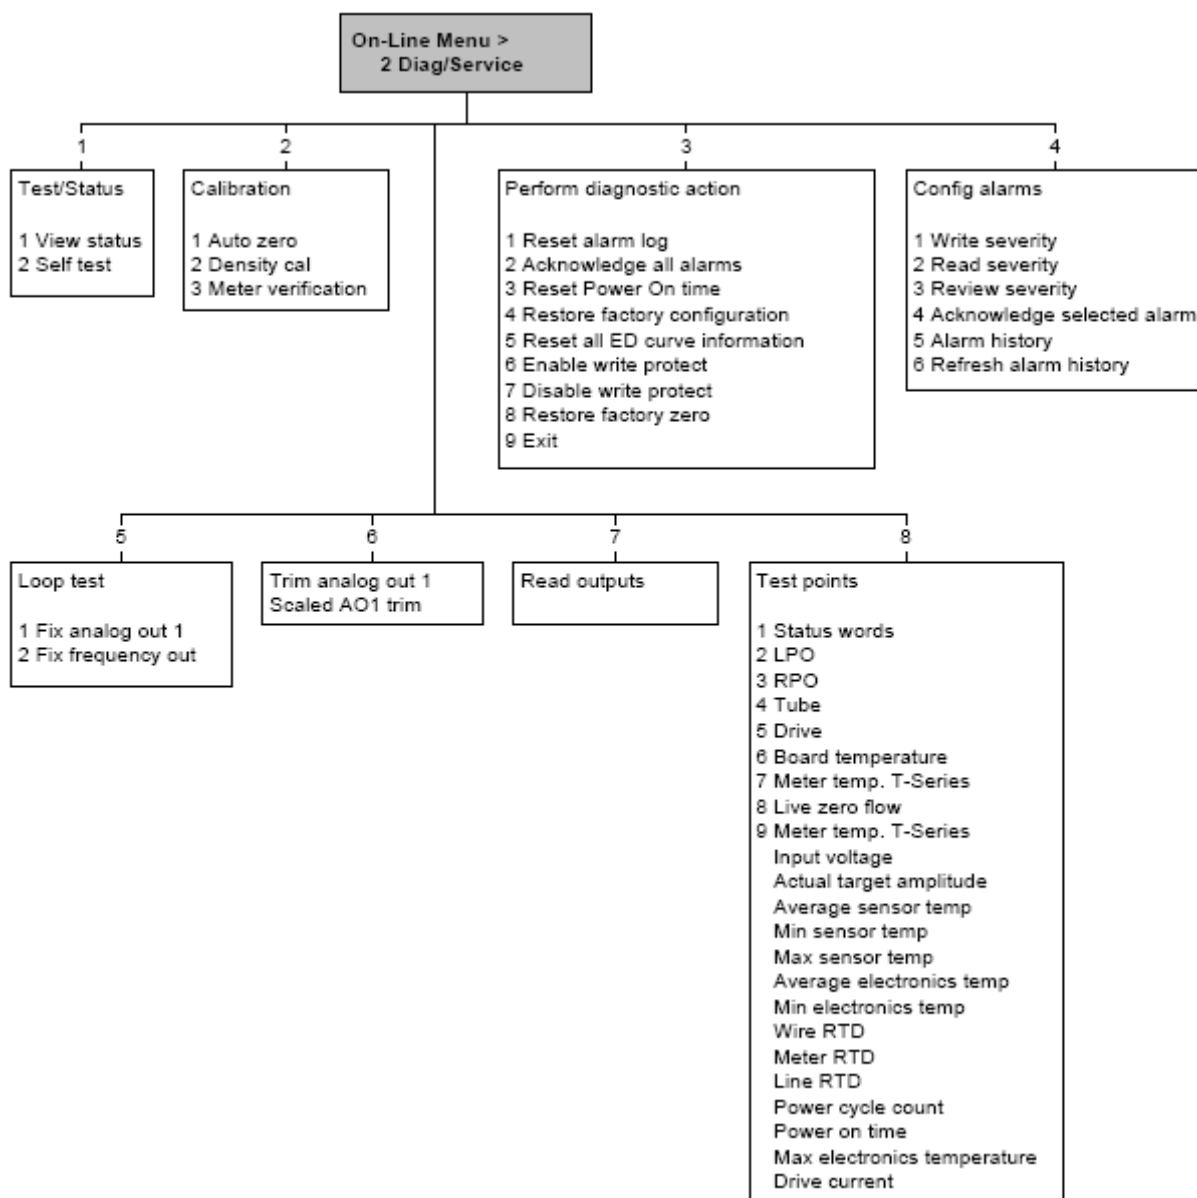 On-Line Menu >
2 Diag/Service
1
2
3
4
Test/Status
1 View status
2 Self test
Calibration
1 Auto zero
2 Density cal
3 Meter verification
Perform diagnostic action
1 Reset alarm log
2 Acknowledge all alarms
3 Reset Power On time
4 Restore factory configuration
5 Reset all ED curve information
6 Enable write protect
7 Disable write protect
8 Restore factory zero
9 Exit
Config alarms
1 Write severity
2 Read severity
3 Review severity
4 Acknowledge selected alarm
5 Alarm history
6 Refresh alarm history
5
6
7
8
Loop test
1 Fix analog out 1
2 Fix frequency out
Trim analog out 1
Scaled AO1 trim
Read outputs
Test points
1 Status words
2 LPO
3 RPO
4 Tube
5 Drive
6 Board temperature
7 Meter temp. T-Series
8 Live zero flow
9 Meter temp. T-Series
Input voltage
Actual target amplitude
Average sensor temp
Min sensor temp
Max sensor temp
Average electronics temp
Min electronics temp
Wire RTD
Meter RTD
Line RTD
Power cycle count
Power on time
Max electronics temperature
Drive current